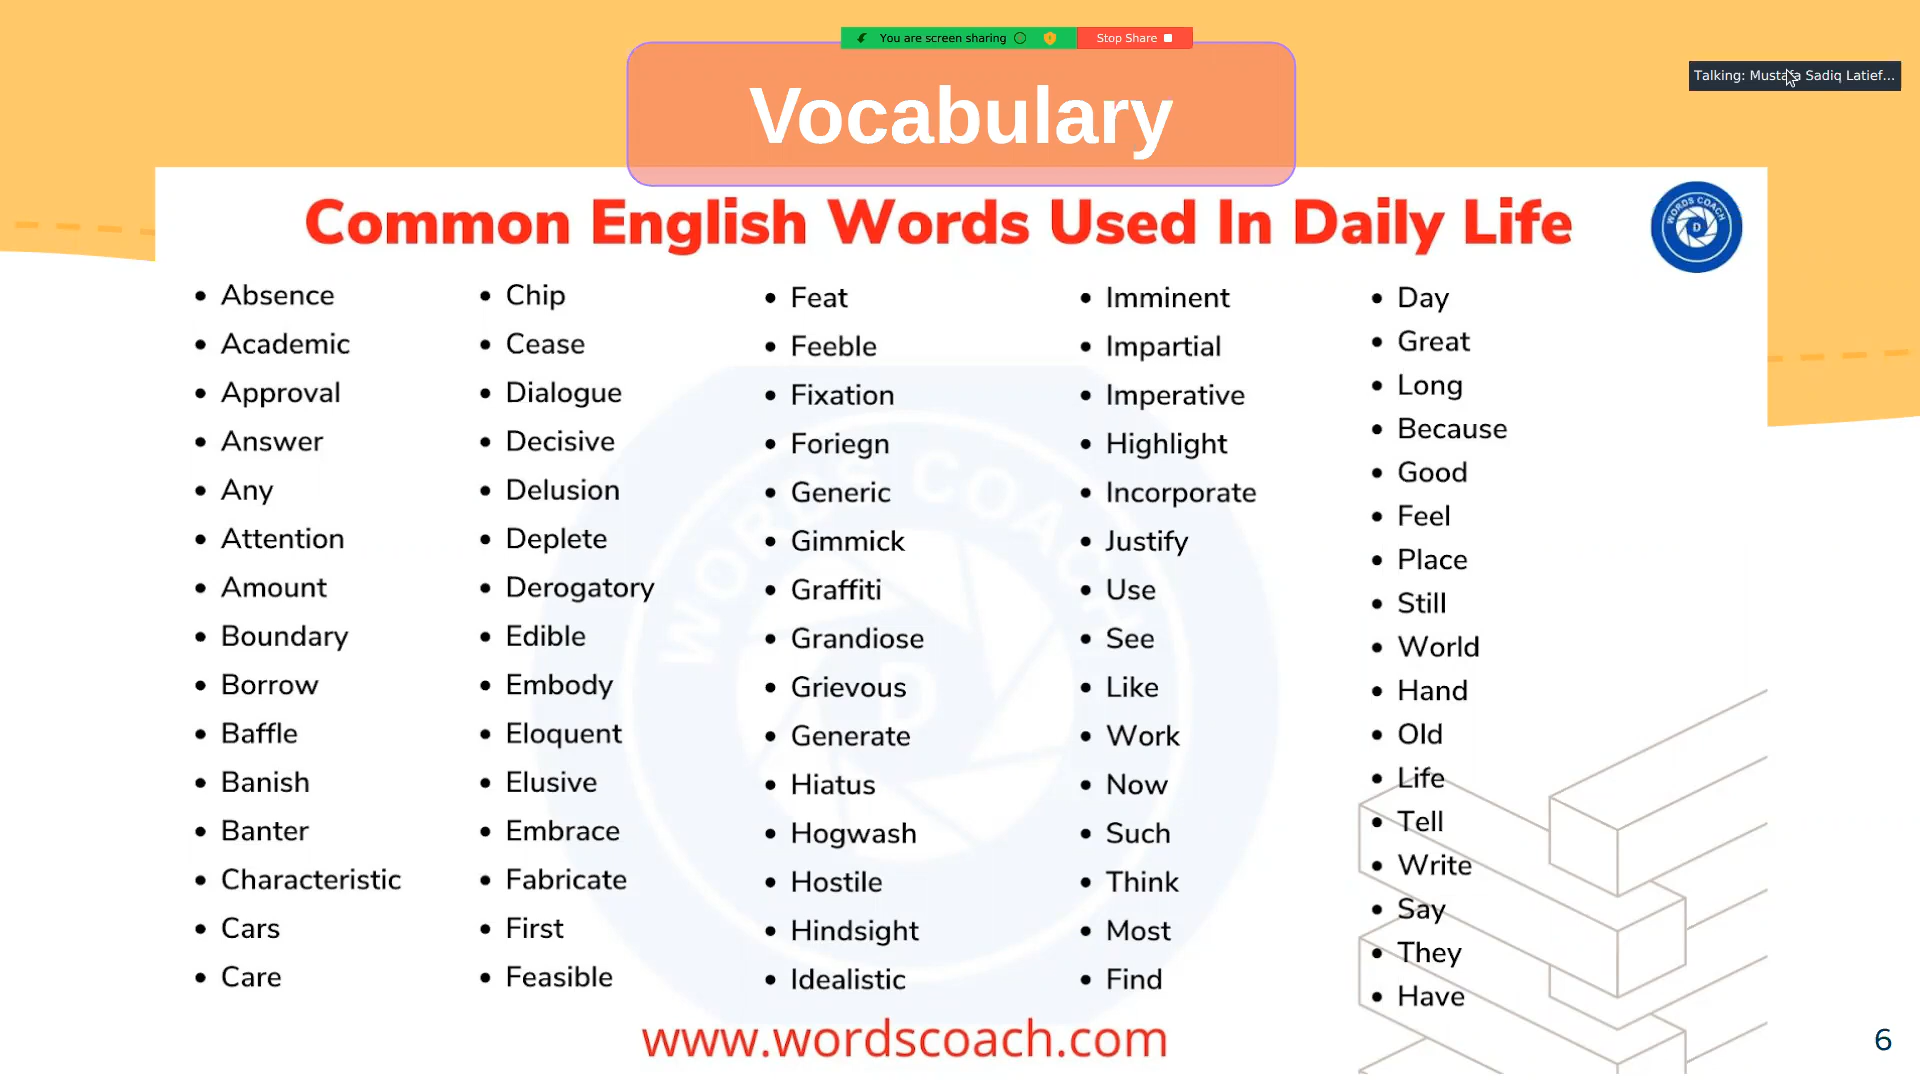 You are screen sharing
Stop Share
Talking: Mustafa Sadiq Latief...
Vocabulary
Common English Words Used In Daily Life
WORDS COACH
D
Absence
Academic
Approval
Answer
Any
Attention
Amount
Boundary
Borrow
Baffle
Banish
Banter
Characteristic
Cars
Care
Chip
Cease
Dialogue
Decisive
Delusion
Deplete
Derogatory
Edible
Embody
Eloquent
Elusive
Embrace
Fabricate
First
Feasible
Feat
Feeble
Fixation
Foriegn
Generic
Gimmick
Graffiti
Grandiose
Grievous
Generate
Hiatus
Hogwash
Hostile
Hindsight
Idealistic
Imminent
Impartial
Imperative
Highlight
Incorporate
Justify
Use
See
Like
Work
Now
Such
Think
Most
Find
Day
Great
Long
Because
Good
Feel
Place
Still
World
Hand
Old
Life
Tell
Write
Say
They
Have
WORDS COACH
D
www.wordscoach.com
6